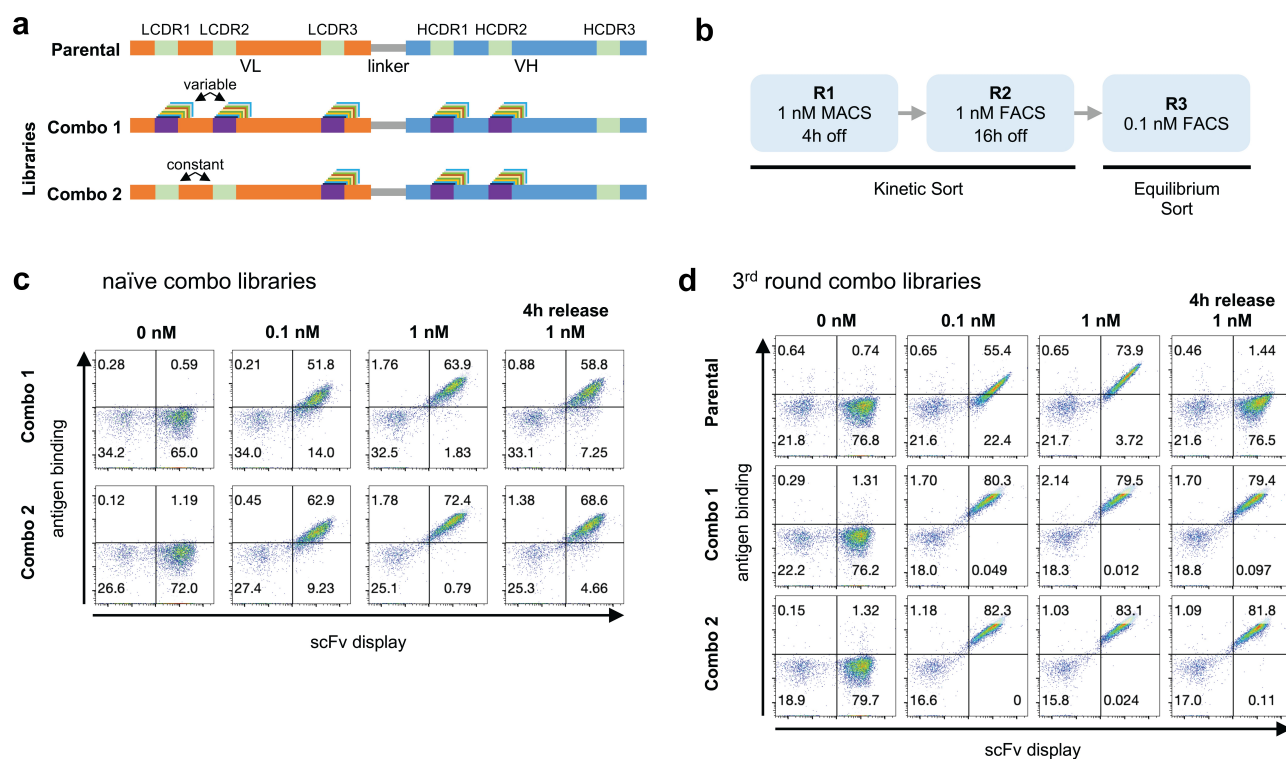 a
LCDR1 LCDR2 LCDR3 HCDR1 HCDR2 HCDR3
Parental
VL linker VH
variable
Combo 1
constant
Combo 2
Libraries
b
R1
1 nM MACS
4h off
R2
1 nM FACS
16h off
R3
0.1 nM FACS
Kinetic Sort
Equilibrium
Sort
c
naïve combo libraries
0 nM
0.1 nM
1 nM
4h release
1 nM
Combo 1
0.28 0.59
34.2 65.0
0.21 51.8
34.0 14.0
1.76 63.9
32.5 1.83
0.88 58.8
33.1 7.25
Combo 2
0.12 1.19
26.6 72.0
0.45 62.9
27.4 9.23
1.78 72.4
25.1 0.79
1.38 68.6
25.3 4.66
antigen binding
scFv display
d
3rd round combo libraries
0 nM
0.1 nM
1 nM
4h release
1 nM
Parental
0.64 0.74
21.8 76.8
0.65 55.4
21.6 22.4
0.65 73.9
21.7 3.72
0.46 1.44
21.6 76.5
Combo 1
0.29 1.31
22.2 76.2
1.70 80.3
18.0 0.049
2.14 79.5
18.3 0.012
1.70 79.4
18.8 0.097
Combo 2
0.15 1.32
18.9 79.7
1.18 82.3
16.6 0
1.03 83.1
15.8 0.024
1.09 81.8
17.0 0.11
antigen binding
scFv display